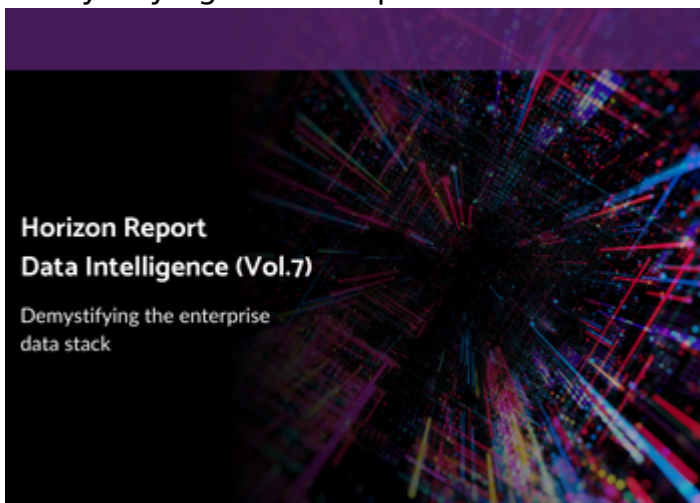 Horizon Report
Data Intelligence (Vol.7)
Demystifying the enterprise
data stack